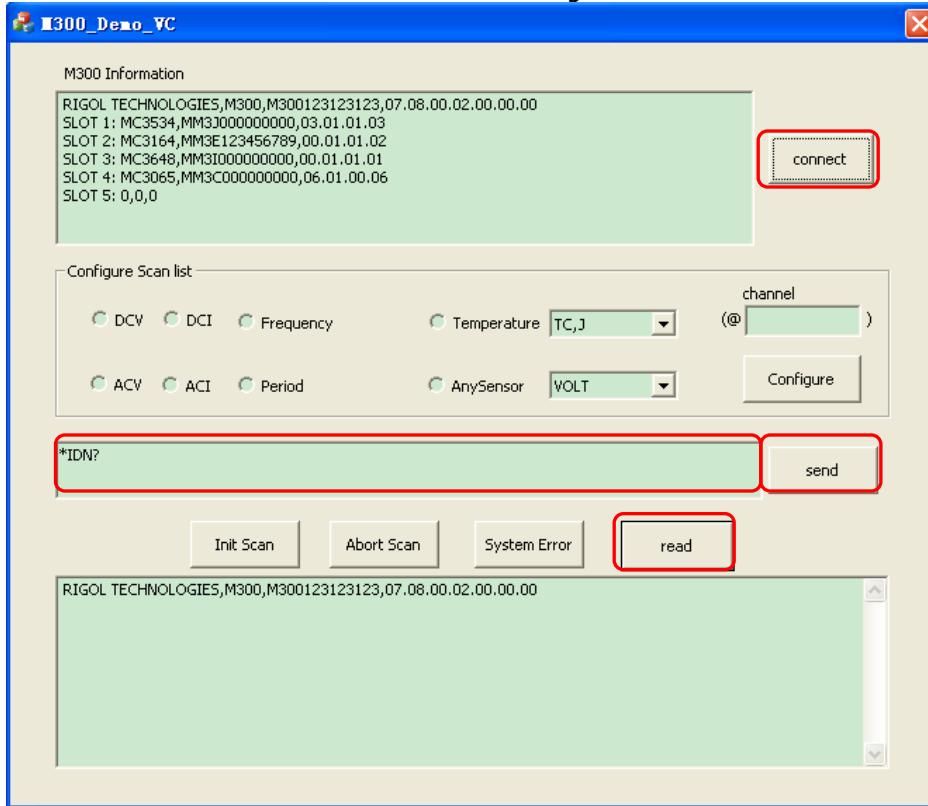 M300_Demo_VC
M300 Information
RIGOL TECHNOLOGIES,M300,M300123123123,07.08.00.02.00.00.00
SLOT 1: MC3534,MM3J000000000,03.01.01.03
SLOT 2: MC3164,MM3E123456789,00.01.01.02
SLOT 3: MC3648,MM3I000000000,00.01.01.01
SLOT 4: MC3065,MM3C000000000,06.01.00.06
SLOT 5: 0,0,0
connect
Configure Scan list
channel
DCV DCI Frequency Temperature TC,J (@ )
ACV ACI Period AnySensor VOLT Configure
*IDN?
send
Init Scan Abort Scan System Error read
RIGOL TECHNOLOGIES,M300,M300123123123,07.08.00.02.00.00.00